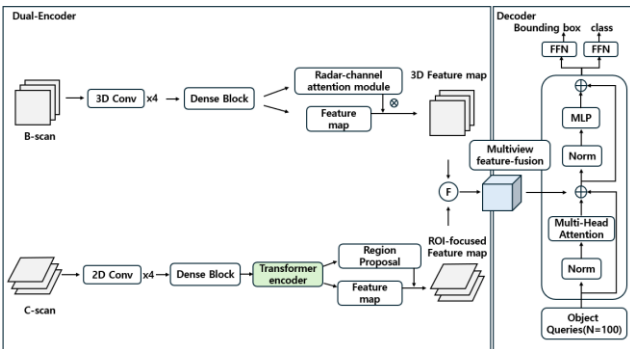 Dual-Encoder
B-scan
3D Conv
x4
Dense Block
Radar-channel
attention module
Feature
map
3D Feature map
C-scan
2D Conv
x4
Dense Block
Transformer
encoder
Region
Proposal
Feature
map
ROI-focused
Feature map
F
Multiview
feature-fusion
Decoder
Bounding box
class
FFN
FFN
MLP
Norm
Multi-Head
Attention
Norm
Object
Queries(N=100)